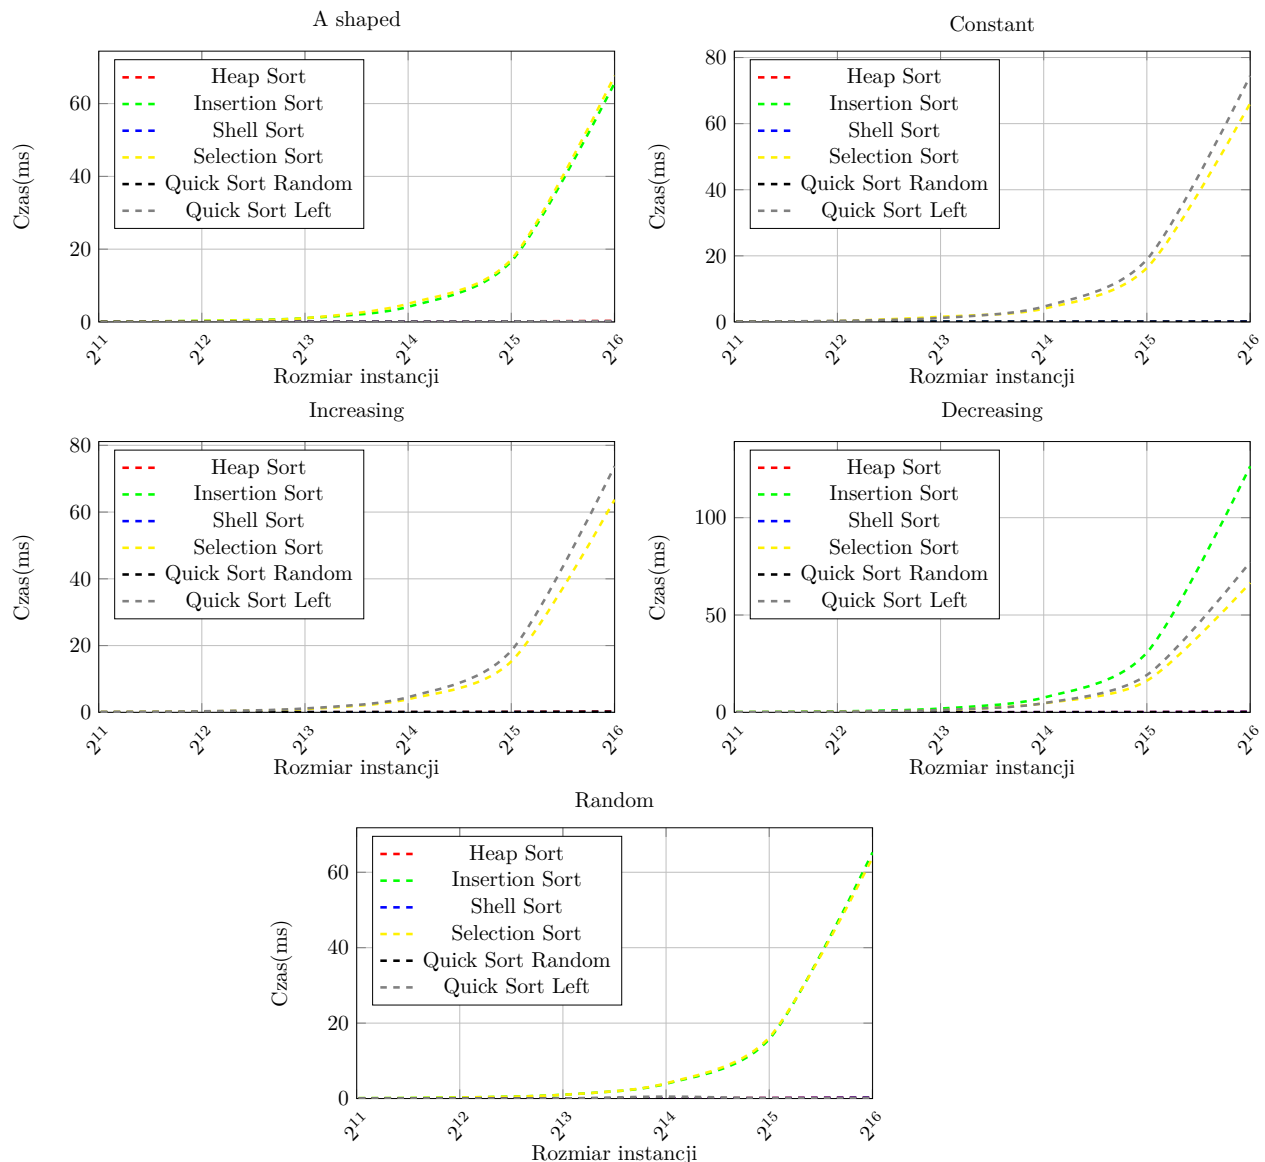 A shaped
Heap Sort
Insertion Sort
Shell Sort
Selection Sort
Quick Sort Random
Quick Sort Left
Czas(ms)
60
40
20
0
2^11 2^12 2^13 2^14 2^15 2^16
Rozmiar instancji
Constant
Heap Sort
Insertion Sort
Shell Sort
Selection Sort
Quick Sort Random
Quick Sort Left
Czas(ms)
80
60
40
20
0
2^11 2^12 2^13 2^14 2^15 2^16
Rozmiar instancji
Increasing
Heap Sort
Insertion Sort
Shell Sort
Selection Sort
Quick Sort Random
Quick Sort Left
Czas(ms)
80
60
40
20
0
2^11 2^12 2^13 2^14 2^15 2^16
Rozmiar instancji
Decreasing
Heap Sort
Insertion Sort
Shell Sort
Selection Sort
Quick Sort Random
Quick Sort Left
Czas(ms)
100
50
0
2^11 2^12 2^13 2^14 2^15 2^16
Rozmiar instancji
Random
Heap Sort
Insertion Sort
Shell Sort
Selection Sort
Quick Sort Random
Quick Sort Left
Czas(ms)
60
40
20
0
2^11 2^12 2^13 2^14 2^15 2^16
Rozmiar instancji